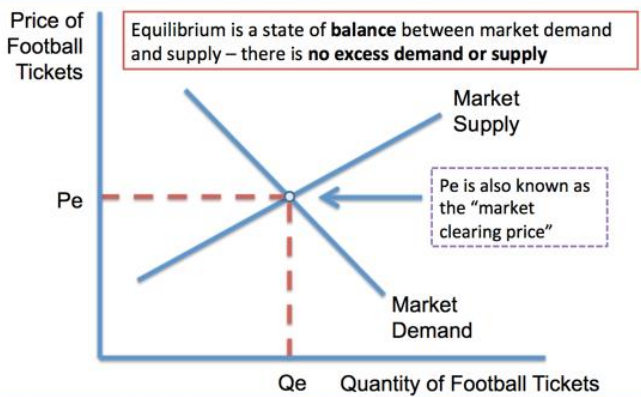 Price of
Football
Tickets
Equilibrium is a state of balance between market demand
and supply – there is no excess demand or supply
Market
Supply
Pe
Pe is also known as
the “market
clearing price”
Market
Demand
Qe
Quantity of Football Tickets